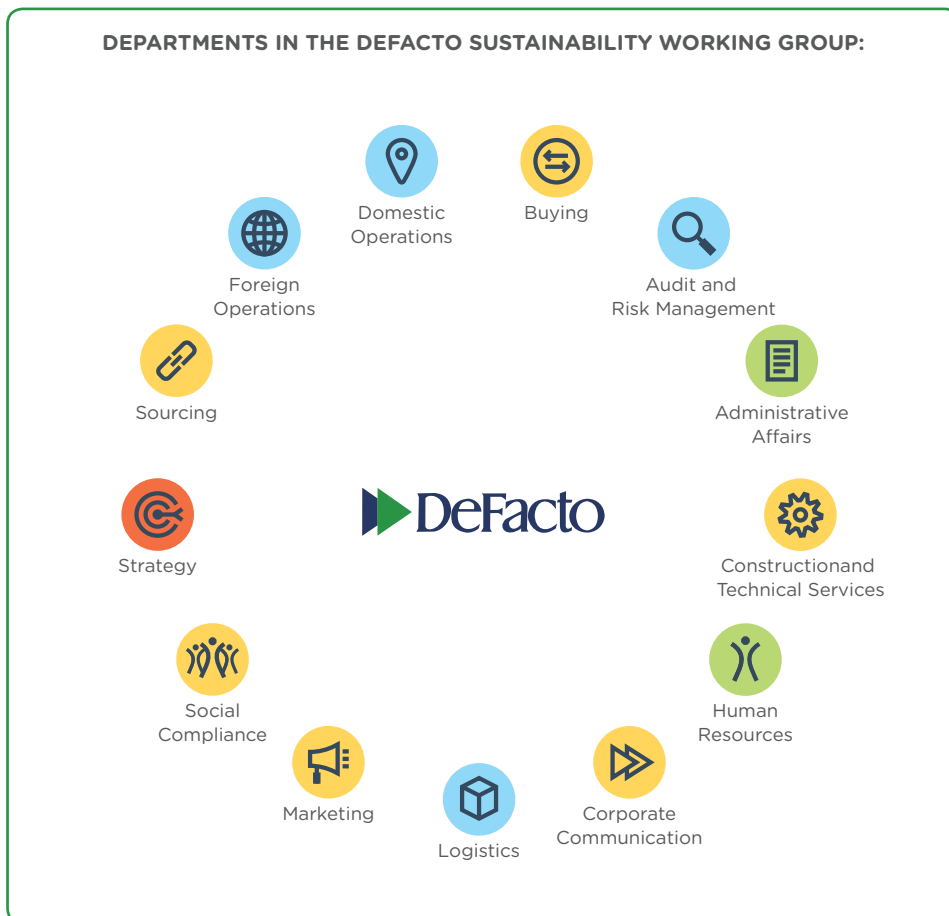 DEPARTMENTS IN THE DEFACTO SUSTAINABILITY WORKING GROUP:
Domestic
Operations
Buying
Foreign
Operations
Audit and
Risk Management
Sourcing
Administrative
Affairs
DeFacto
Strategy
Constructionand
Technical Services
Social
Compliance
Human
Resources
Marketing
Logistics
Corporate
Communication